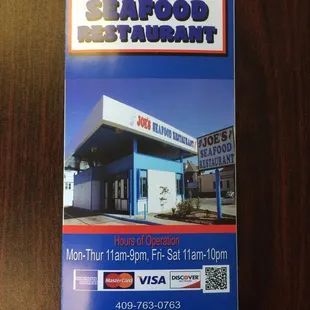 SEAFOOD
RESTAURANT
JOE'S SEAFOOD RESTAURANT
JOE'S
SEAFOOD
RESTAURANT
Hours of Operation
Mon-Thur 11am-9pm, Fri- Sat 11am-10pm
MasterCard
VISA
DISCOVER
409-763-0763